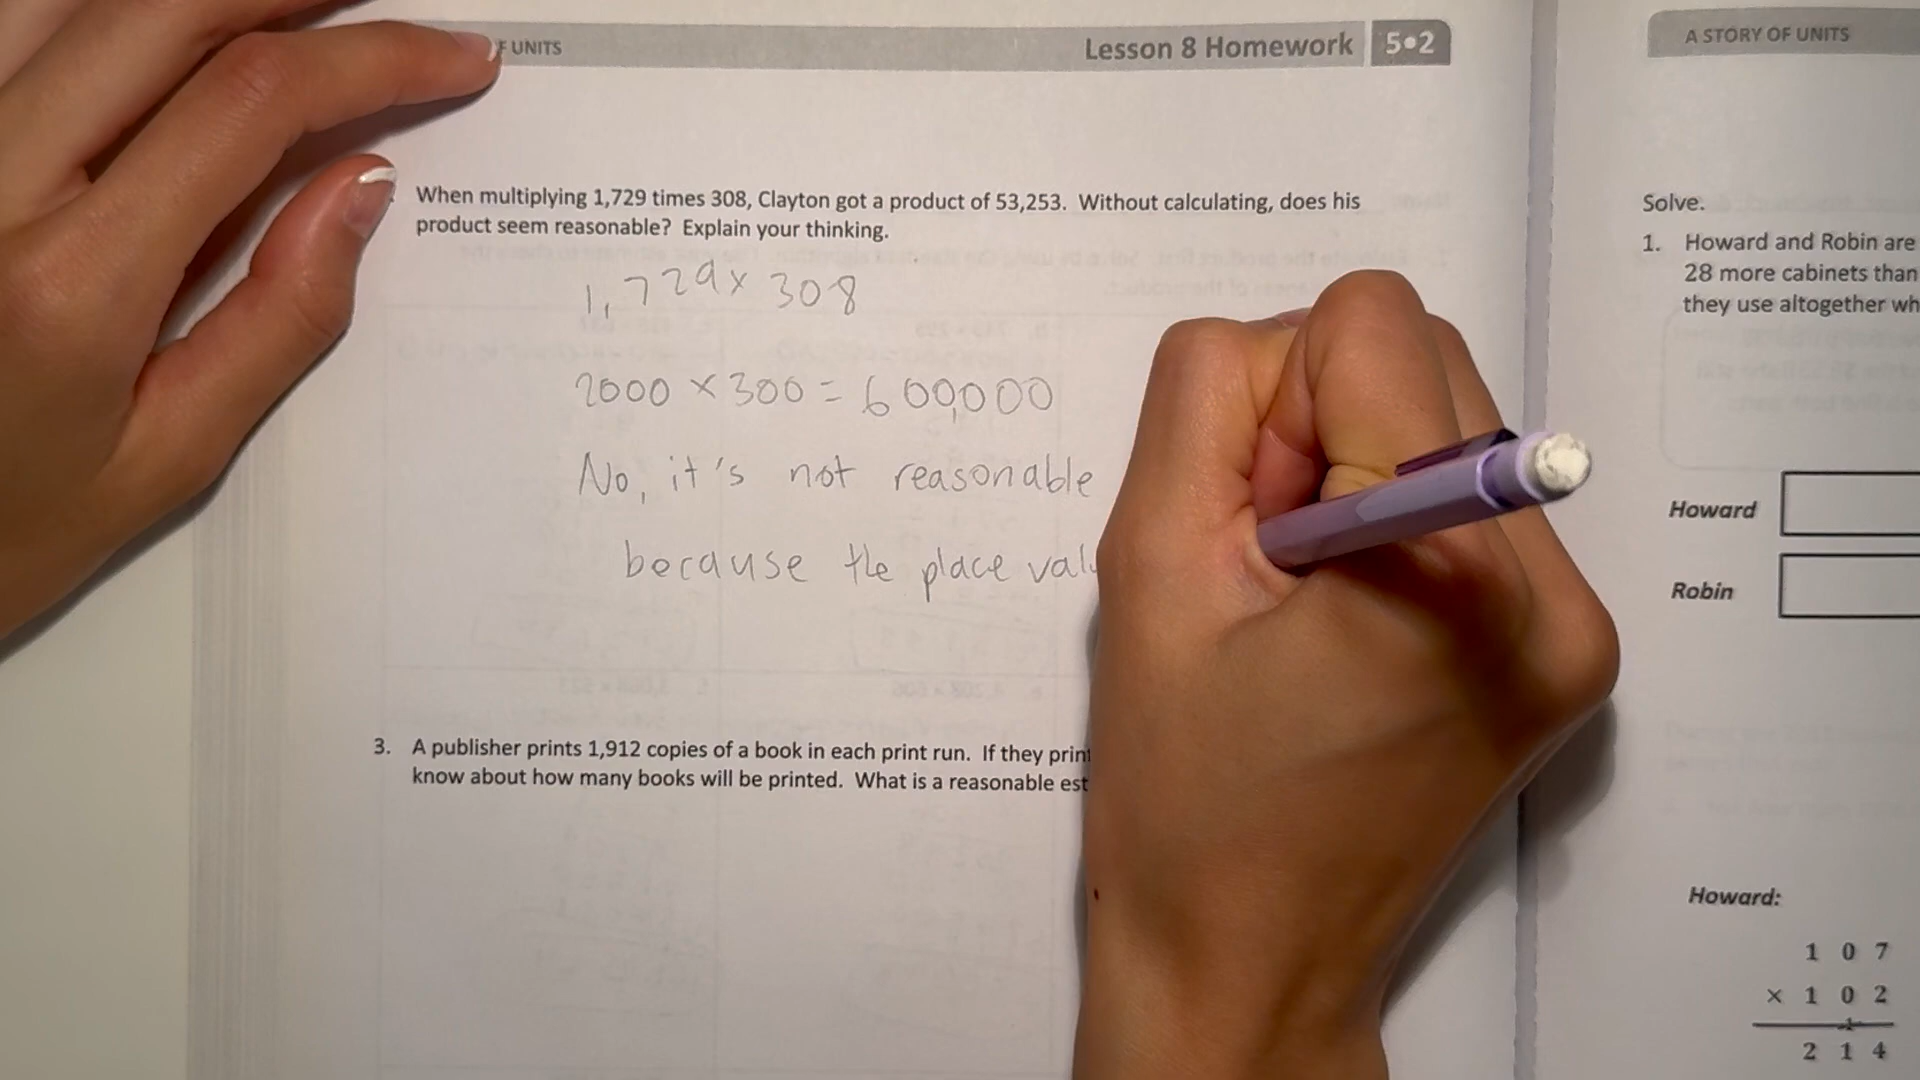 F UNITS
Lesson 8 Homework 5•2
When multiplying 1,729 times 308, Clayton got a product of 53,253. Without calculating, does his
product seem reasonable? Explain your thinking.
1,729 x 308
2000 x 300 = 600,000
No, it's not reasonable
because the place val
3. A publisher prints 1,912 copies of a book in each print run. If they print
know about how many books will be printed. What is a reasonable est
A STORY OF UNITS
Solve.
1. Howard and Robin are
28 more cabinets than
they use altogether wh
Howard
Robin
Howard:
1 0 7
× 1 0 2
1
2 1 4